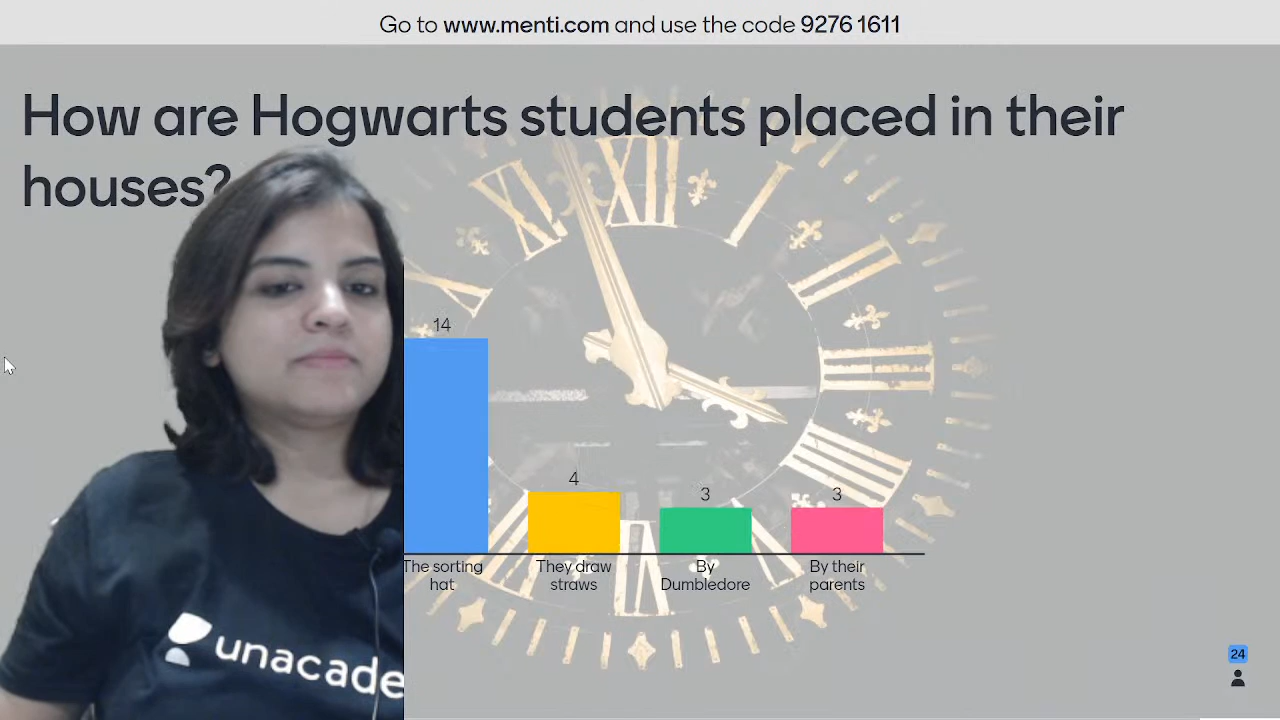 Go to www.menti.com and use the code 9276 1611
How are Hogwarts students placed in their
houses?
14
4
3
3
The sorting
hat
They draw
straws
By
Dumbledore
By their
parents
unacade
24